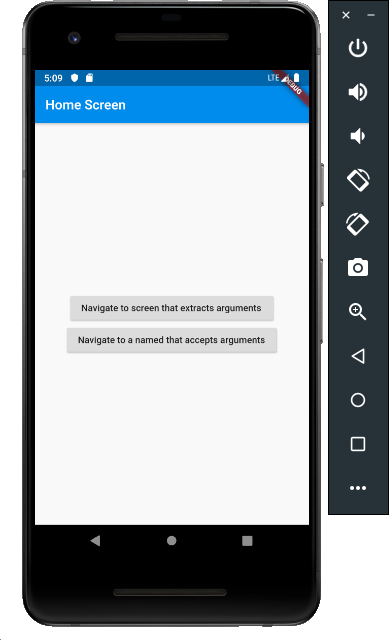 5:09
LTE
DEBUG
Home Screen
Navigate to screen that extracts arguments
Navigate to a named that accepts arguments